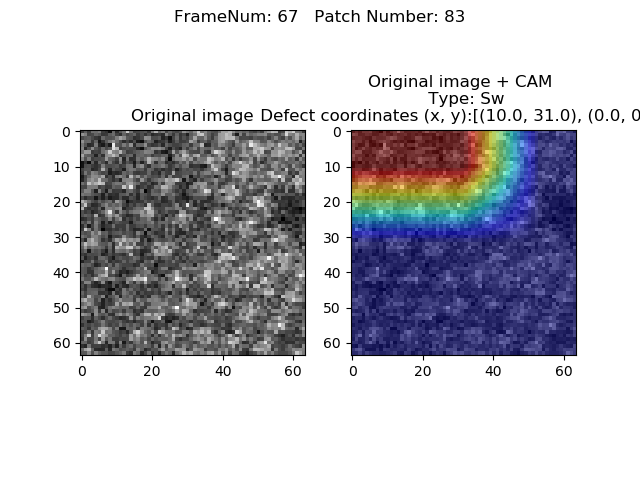 FrameNum: 67   Patch Number: 83
Original image + CAM
Type: Sw
Original image
Defect coordinates (x, y):[(10.0, 31.0), (0.0, 0
0
10
20
30
40
50
60
0 20 40 60
0
10
20
30
40
50
60
0 20 40 60